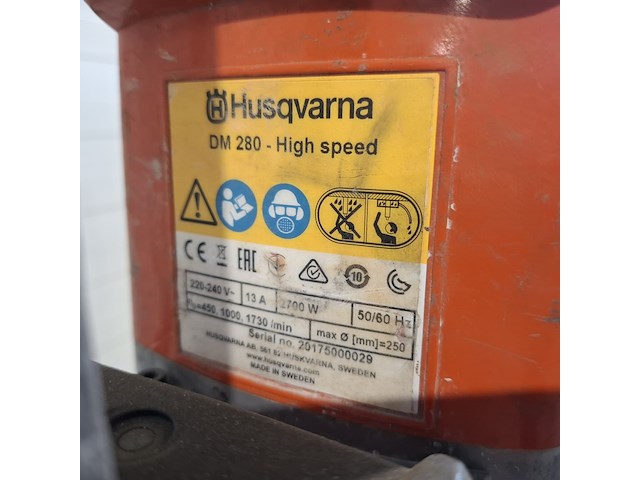 Husqvarna
DM 280 - High speed
CE EAC 10
220-240 V~ 13 A 2700 W 50/60 Hz
=450, 1000, 1730 /min max Ø [mm]=250
Serial no. 20175000029
HUSQVARNA AB, 561 82 HUSKVARNA, SWEDEN
www.husqvarna.com
MADE IN SWEDEN